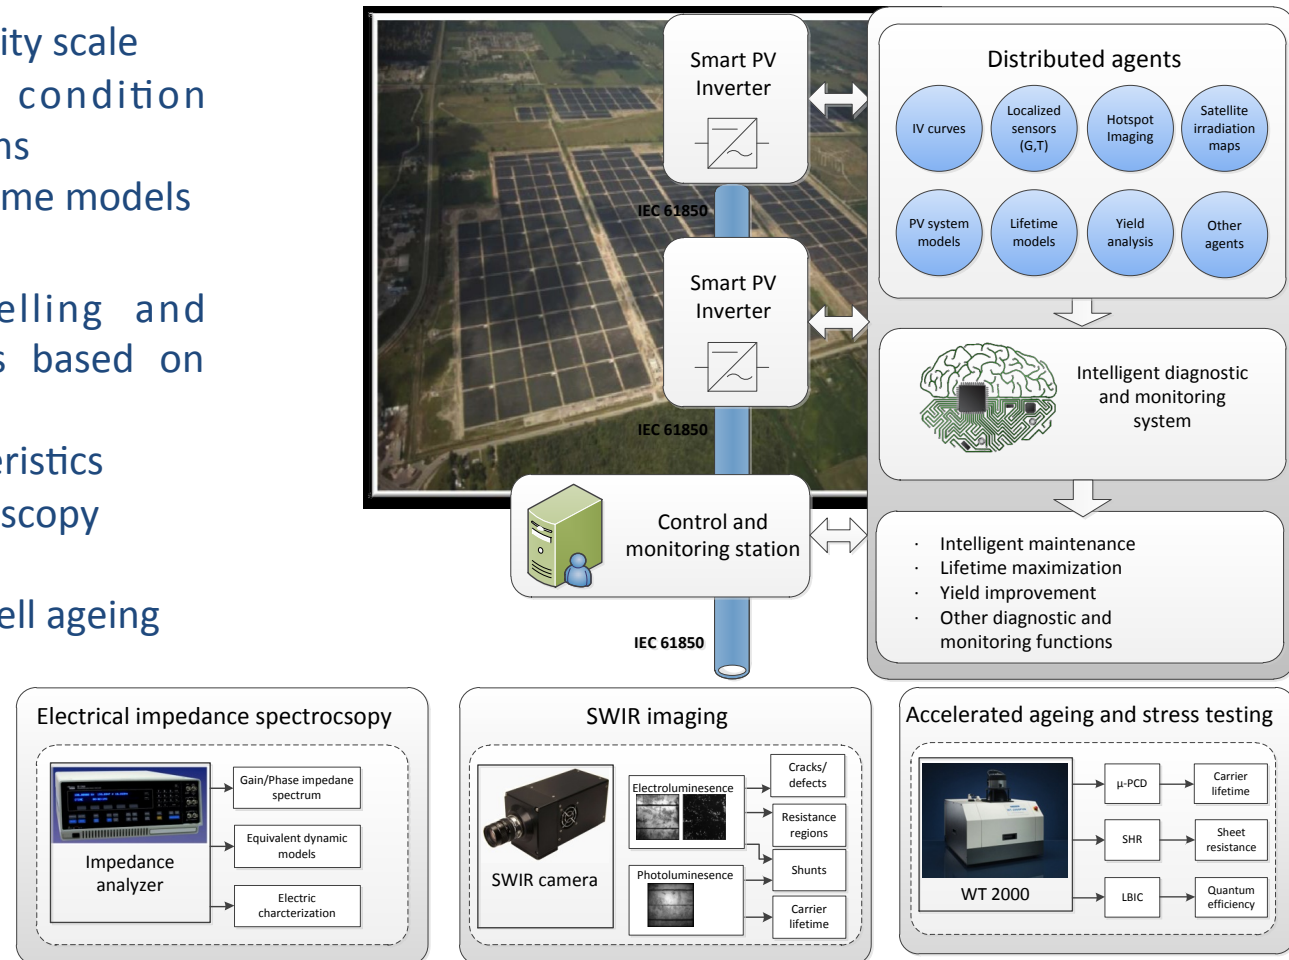 ity scale
condition
ns
me models
elling and
s based on
eristics
oscopy
ell ageing
Smart PV
Inverter
IEC 61850
Smart PV
Inverter
IEC 61850
Control and
monitoring station
IEC 61850
Distributed agents
IV curves
Localized
sensors
(G,T)
Hotspot
Imaging
Satellite
irradiation
maps
PV system
models
Lifetime
models
Yield
analysis
Other
agents
Intelligent diagnostic
and monitoring
system
· Intelligent maintenance
· Lifetime maximization
· Yield improvement
· Other diagnostic and
monitoring functions
Electrical impedance spectrocsopy
Impedance
analyzer
Gain/Phase impedane
spectrum
Equivalent dynamic
models
Electric
charcterization
SWIR imaging
SWIR camera
Electroluminesence
Photoluminesence
Cracks/
defects
Resistance
regions
Shunts
Carrier
lifetime
Accelerated ageing and stress testing
WT 2000
μ-PCD
Carrier
lifetime
SHR
Sheet
resistance
LBIC
Quantum
efficiency